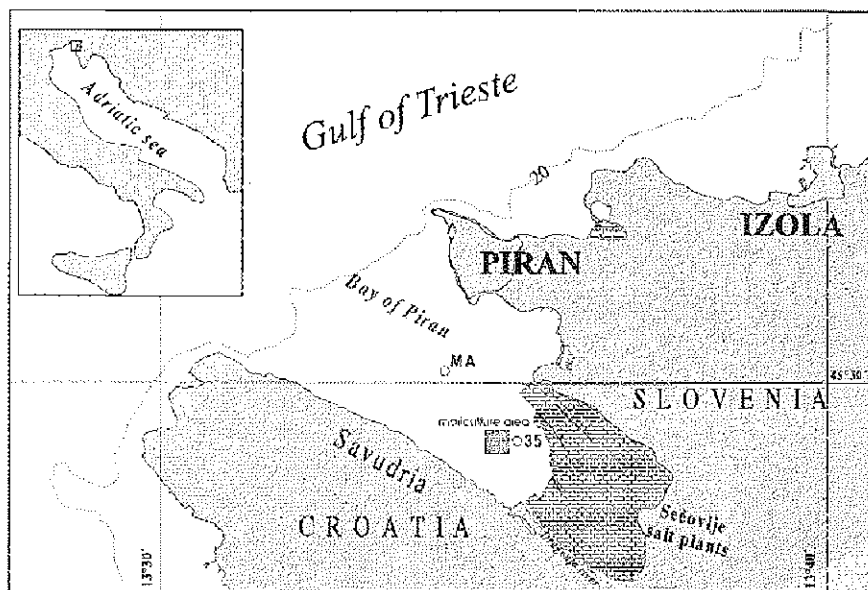 Adriatic sea
Gulf of Trieste
20
IZOLA
PIRAN
Bay of Piran
MA
45°30'
SLOVENIA
mariculture area
35
Savudria
Sečovlje
salt plants
CROATIA
13°30'
13°40'